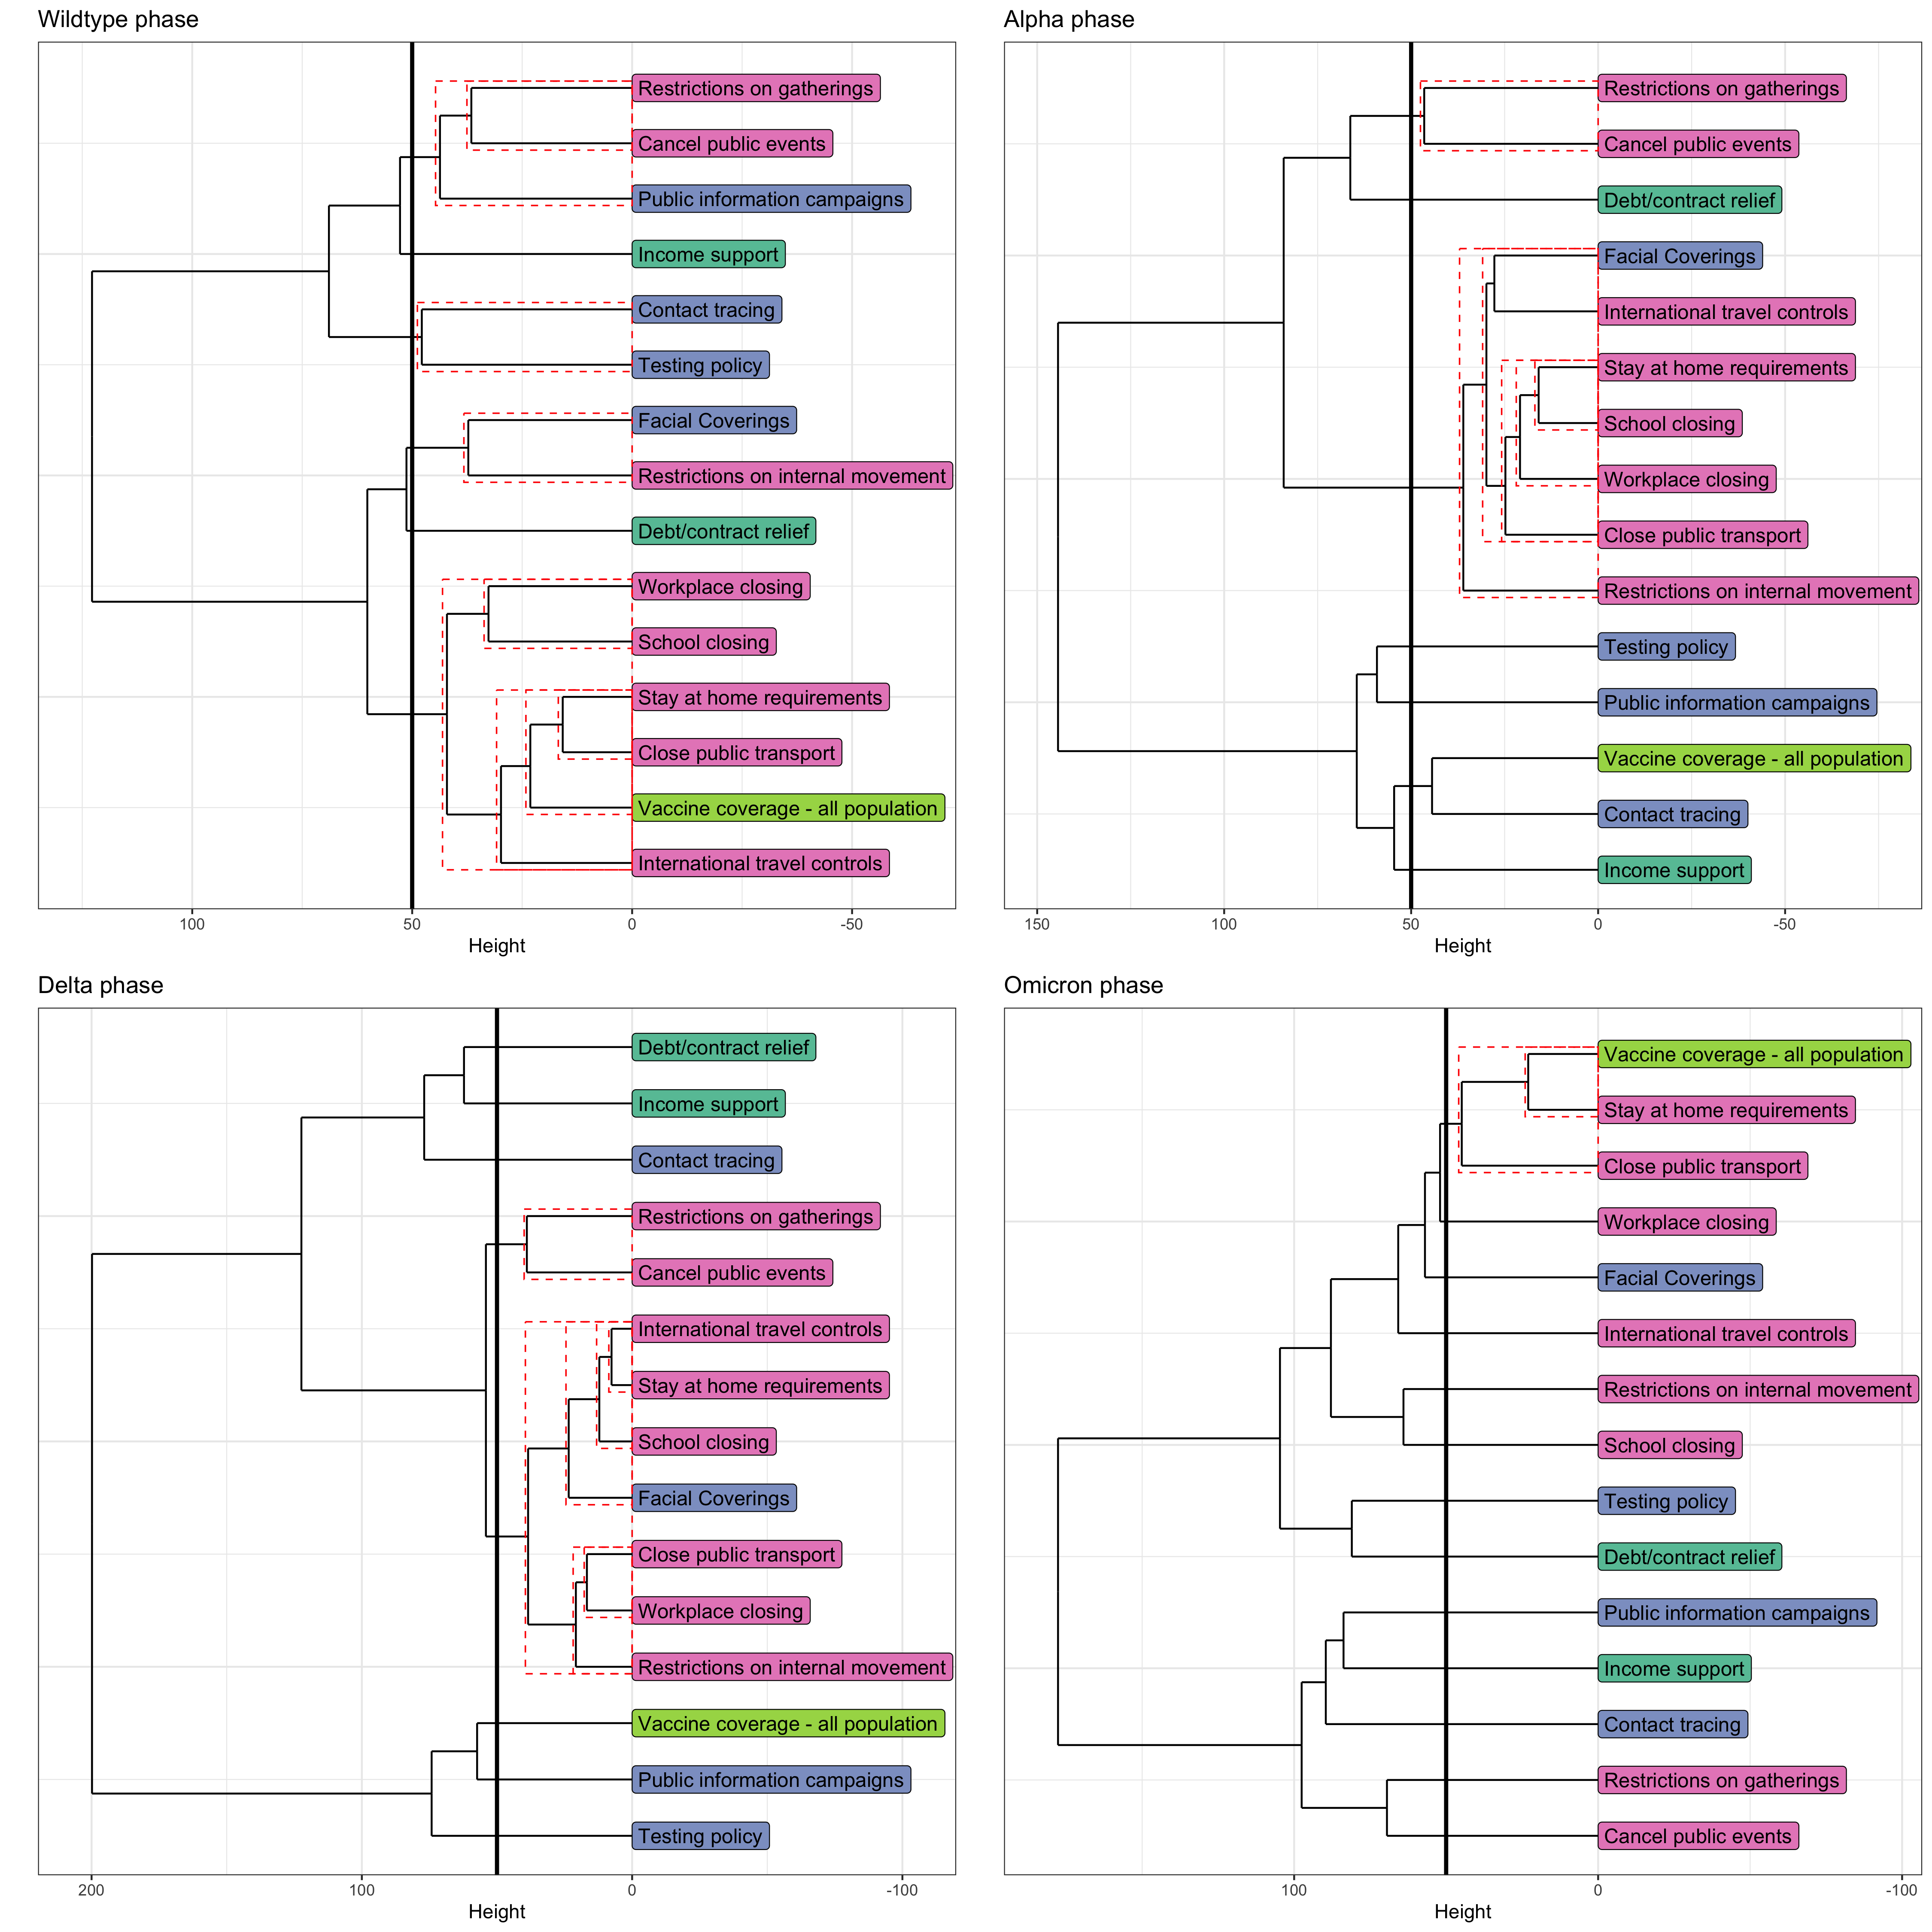 Wildtype phase
Restrictions on gatherings
Cancel public events
Public information campaigns
Income support
Contact tracing
Testing policy
Facial Coverings
Restrictions on internal movement
Debt/contract relief
Workplace closing
School closing
Stay at home requirements
Close public transport
Vaccine coverage - all population
International travel controls
100 50 0 -50
Height
Alpha phase
Restrictions on gatherings
Cancel public events
Debt/contract relief
Facial Coverings
International travel controls
Stay at home requirements
School closing
Workplace closing
Close public transport
Restrictions on internal movement
Testing policy
Public information campaigns
Vaccine coverage - all population
Contact tracing
Income support
150 100 50 0 -50
Height
Delta phase
Debt/contract relief
Income support
Contact tracing
Restrictions on gatherings
Cancel public events
International travel controls
Stay at home requirements
School closing
Facial Coverings
Close public transport
Workplace closing
Restrictions on internal movement
Vaccine coverage - all population
Public information campaigns
Testing policy
200 100 0 -100
Height
Omicron phase
Vaccine coverage - all population
Stay at home requirements
Close public transport
Workplace closing
Facial Coverings
International travel controls
Restrictions on internal movement
School closing
Testing policy
Debt/contract relief
Public information campaigns
Income support
Contact tracing
Restrictions on gatherings
Cancel public events
100 0 -100
Height